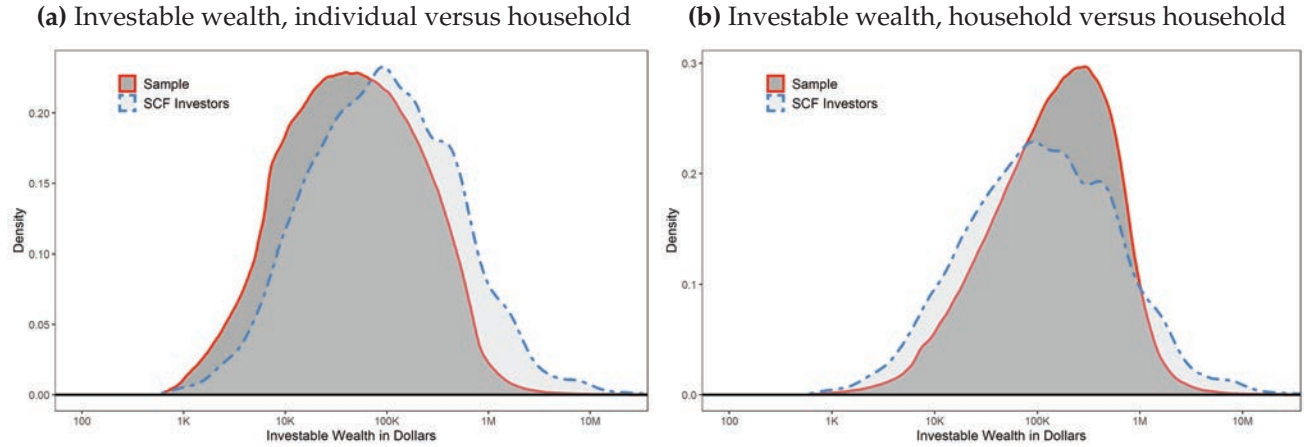 (a) Investable wealth, individual versus household
Sample
SCF Investors
0.20
0.15
0.10
0.05
0.00
Density
100 1K 10K 100K 1M 10M
Investable Wealth in Dollars
(b) Investable wealth, household versus household
0.3
Sample
SCF Investors
0.2
0.1
0.0
Density
100 1K 10K 100K 1M 10M
Investable Wealth in Dollars